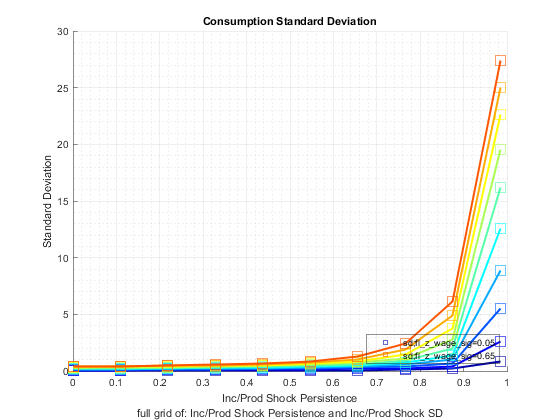 Consumption Standard Deviation
30
25
20
15
10
5
0
Standard Deviation
sd:fl_z_wage_sig=0.05
sd:fl_z_wage_sig=0.65
0 0.1 0.2 0.3 0.4 0.5 0.6 0.7 0.8 0.9 1
Inc/Prod Shock Persistence
full grid of: Inc/Prod Shock Persistence and Inc/Prod Shock SD